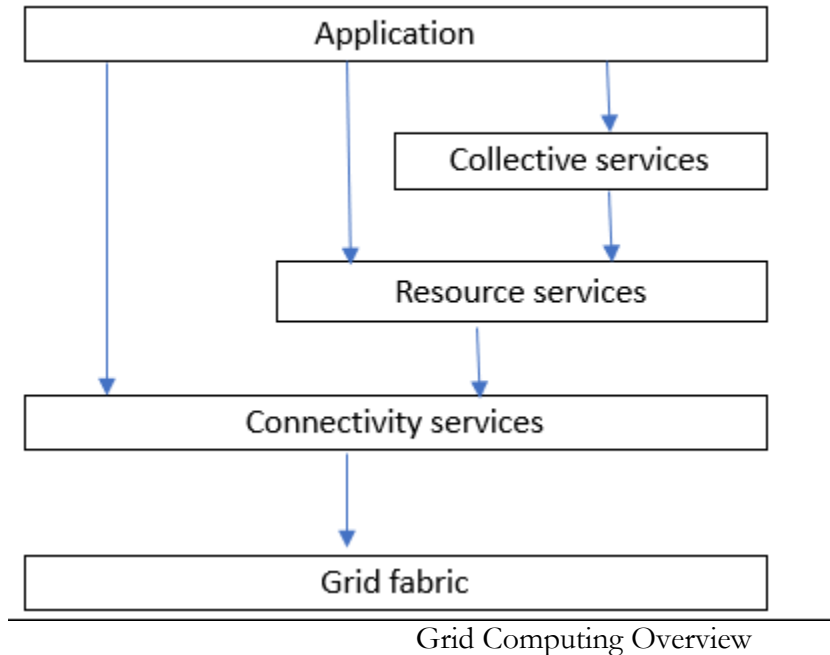 Application
Collective services
Resource services
Connectivity services
Grid fabric
Grid Computing Overview